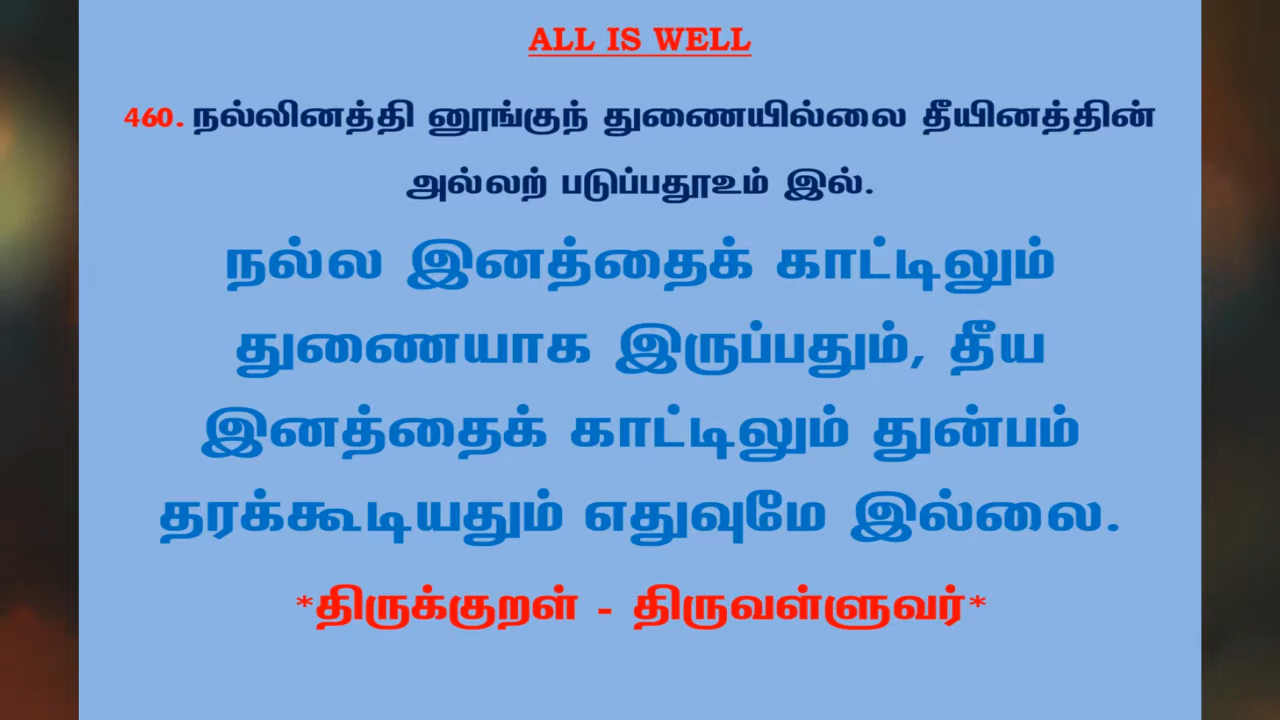 ALL IS WELL
460. நல்லினத்தி னூங்குந் துணையில்லை தீயினத்தின்
அல்லற் படுப்பதூஉம் இல்.
நல்ல இனத்தைக் காட்டிலும்
துணையாக இருப்பதும், தீய
இனத்தைக் காட்டிலும் துன்பம்
தரக்கூடியதும் எதுவுமே இல்லை.
*திருக்குறள் - திருவள்ளுவர்*